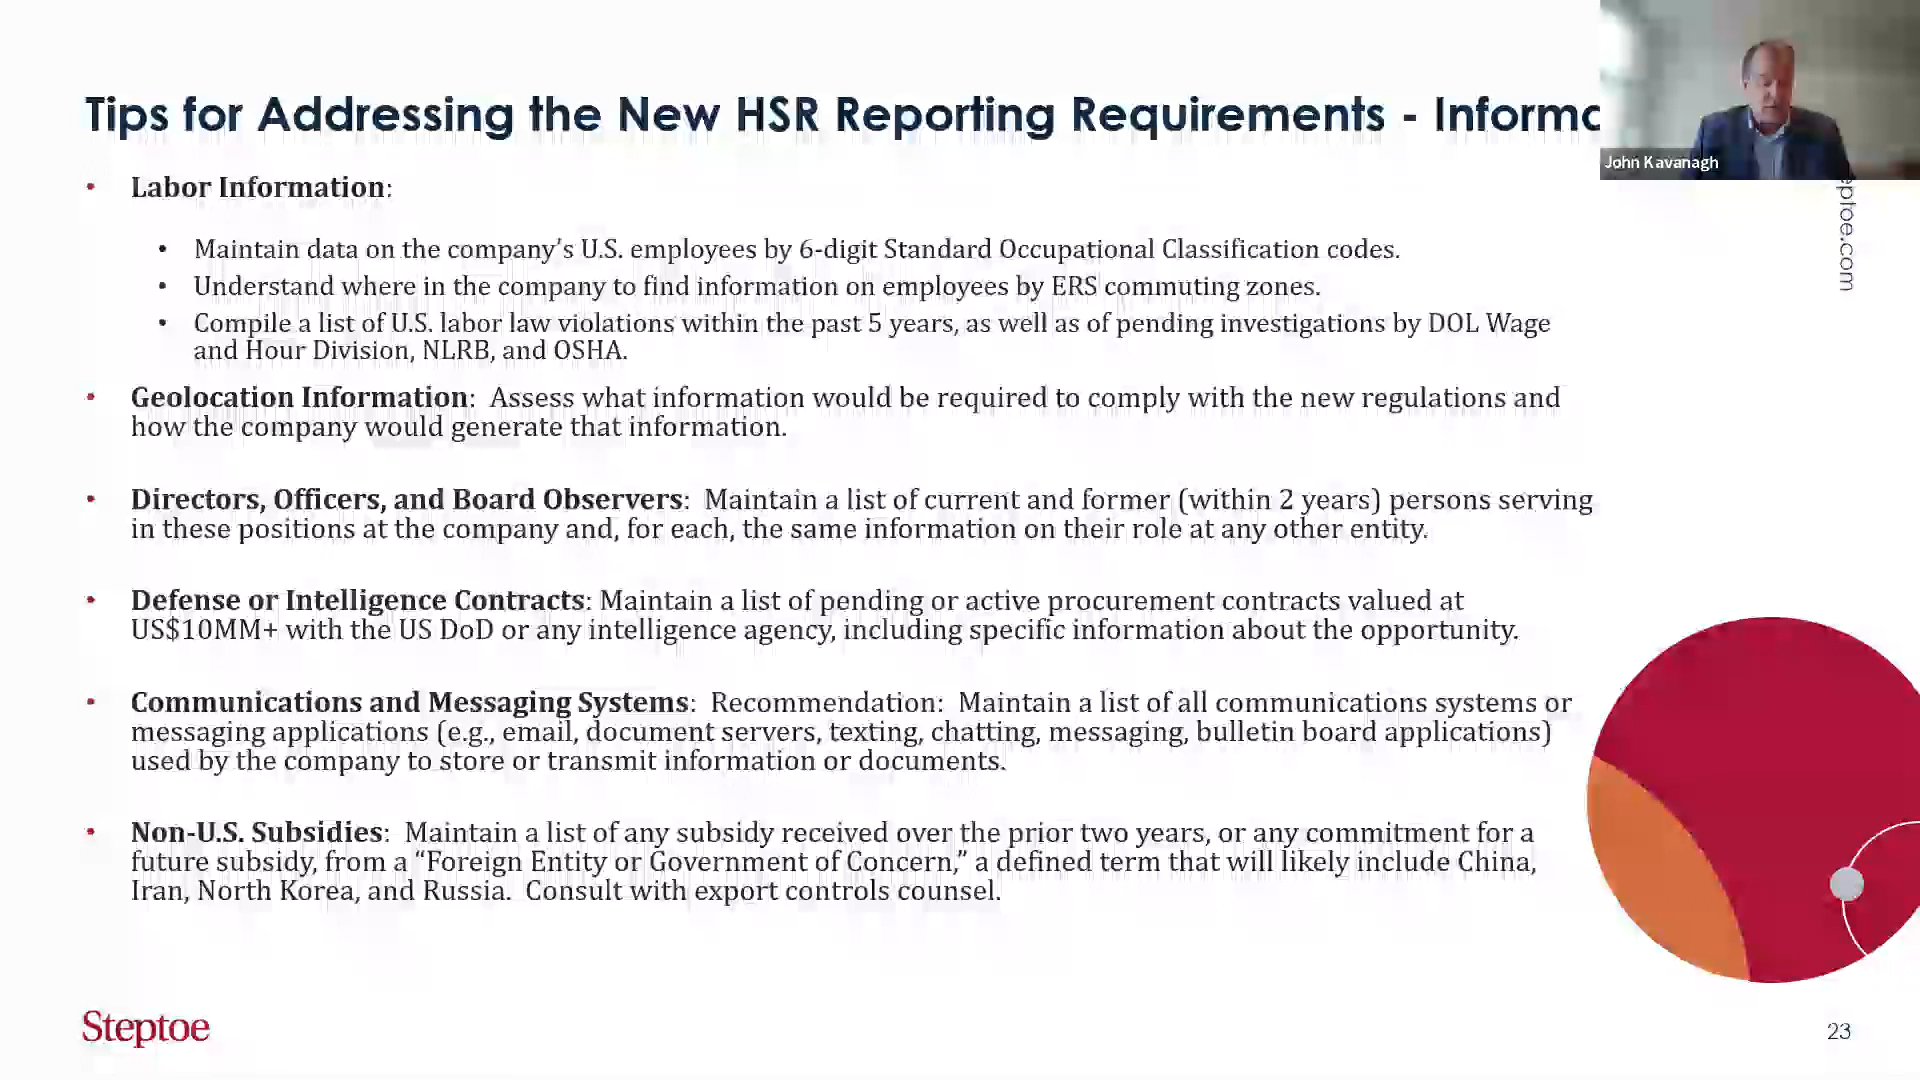 Tips for Addressing the New HSR Reporting Requirements -
John Kavanagh
eptoe.com
• Labor Information:
• Maintain data on the company's U.S. employees by 6-digit Standard Occupational Classification codes.
• Understand where in the company to find information on employees by ERS commuting zones.
• Compile a list of U.S. labor law violations within the past 5 years, as well as of pending investigations by DOL Wage
and Hour Division, NLRB, and OSHA.
• Geolocation Information:  Assess what information would be required to comply with the new regulations and
how the company would generate that information.
• Directors, Officers, and Board Observers:  Maintain a list of current and former (within 2 years) persons serving
in these positions at the company and, for each, the same information on their role at any other entity.
• Defense or Intelligence Contracts: Maintain a list of pending or active procurement contracts valued at
US$10MM+ with the US DoD or any intelligence agency, including specific information about the opportunity.
• Communications and Messaging Systems:  Recommendation:  Maintain a list of all communications systems or
messaging applications (e.g., email, document servers, texting, chatting, messaging, bulletin board applications)
used by the company to store or transmit information or documents.
• Non-U.S. Subsidies:  Maintain a list of any subsidy received over the prior two years, or any commitment for a
future subsidy, from a “Foreign Entity or Government of Concern,” a defined term that will likely include China,
Iran, North Korea, and Russia.  Consult with export controls counsel.
Steptoe
23